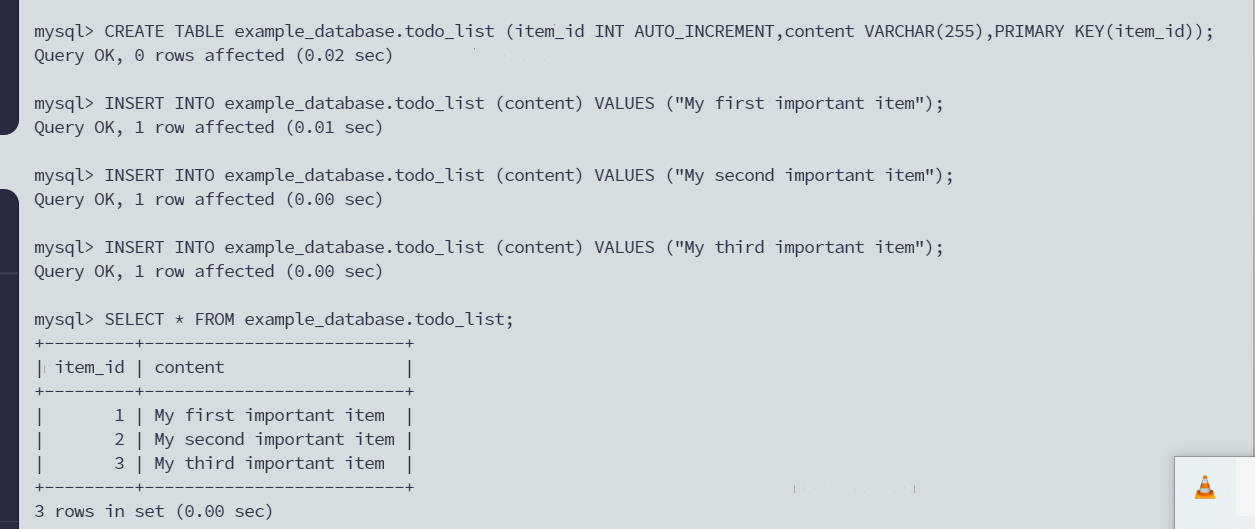 mysql> CREATE TABLE example_database.todo_list (item_id INT AUTO_INCREMENT,content VARCHAR(255),PRIMARY KEY(item_id));
Query OK, 0 rows affected (0.02 sec)
mysql> INSERT INTO example_database.todo_list (content) VALUES ("My first important item");
Query OK, 1 row affected (0.01 sec)
mysql> INSERT INTO example_database.todo_list (content) VALUES ("My second important item");
Query OK, 1 row affected (0.00 sec)
mysql> INSERT INTO example_database.todo_list (content) VALUES ("My third important item");
Query OK, 1 row affected (0.00 sec)
mysql> SELECT * FROM example_database.todo_list;
+---------+--------------------------+
| item_id | content                  |
+---------+--------------------------+
|       1 | My first important item  |
|       2 | My second important item |
|       3 | My third important item  |
+---------+--------------------------+
3 rows in set (0.00 sec)